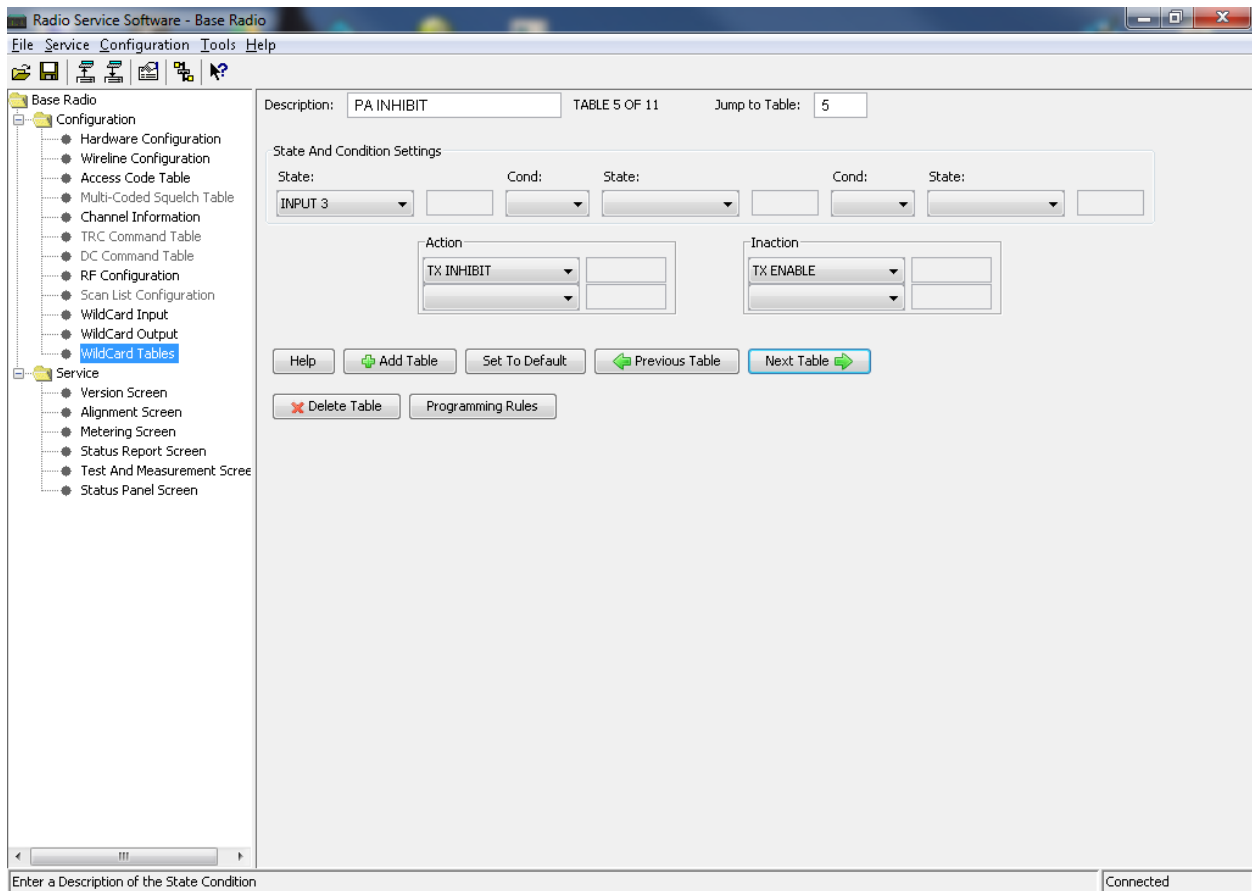 Radio Service Software - Base Radio
File Service Configuration Tools Help
Base Radio
Configuration
Hardware Configuration
Wireline Configuration
Access Code Table
Multi-Coded Squelch Table
Channel Information
TRC Command Table
DC Command Table
RF Configuration
Scan List Configuration
WildCard Input
WildCard Output
WildCard Tables
Service
Version Screen
Alignment Screen
Metering Screen
Status Report Screen
Test And Measurement Scree
Status Panel Screen
Description: PA INHIBIT TABLE 5 OF 11 Jump to Table: 5
State And Condition Settings
State: Cond: State: Cond: State:
INPUT 3
Action Inaction
TX INHIBIT TX ENABLE
Help Add Table Set To Default Previous Table Next Table
Delete Table Programming Rules
Enter a Description of the State Condition Connected